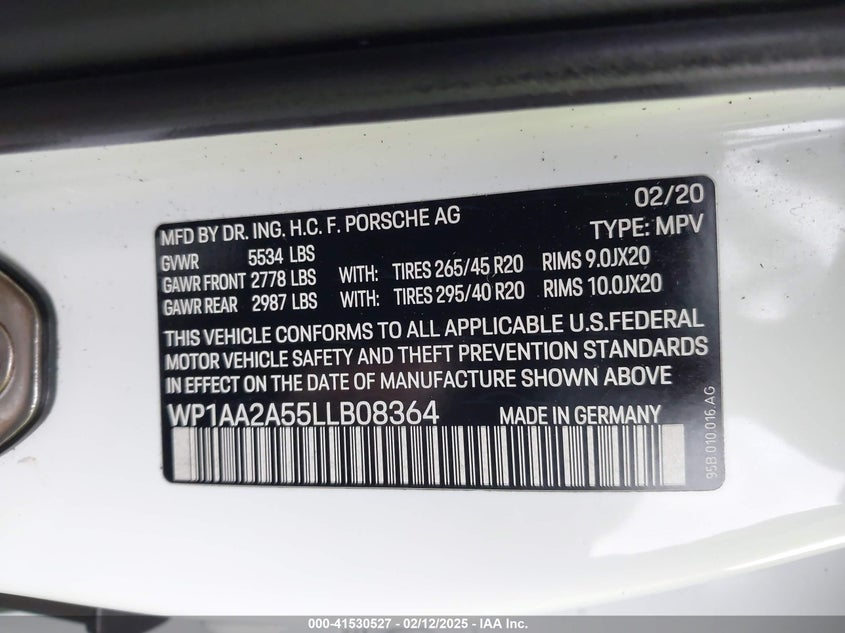 02/20
MFD BY DR. ING. H.C. F. PORSCHE AG
TYPE: MPV
GVWR 5534 LBS
GAWR FRONT 2778 LBS WITH: TIRES 265/45 R20 RIMS 9.0JX20
GAWR REAR 2987 LBS WITH: TIRES 295/40 R20 RIMS 10.0JX20
THIS VEHICLE CONFORMS TO ALL APPLICABLE U.S.FEDERAL
MOTOR VEHICLE SAFETY AND THEFT PREVENTION STANDARDS
IN EFFECT ON THE DATE OF MANUFACTURE SHOWN ABOVE
WP1AA2A55LLB08364 MADE IN GERMANY
95B.010.016.AG
000-41530527 - 02/12/2025 - IAA Inc.